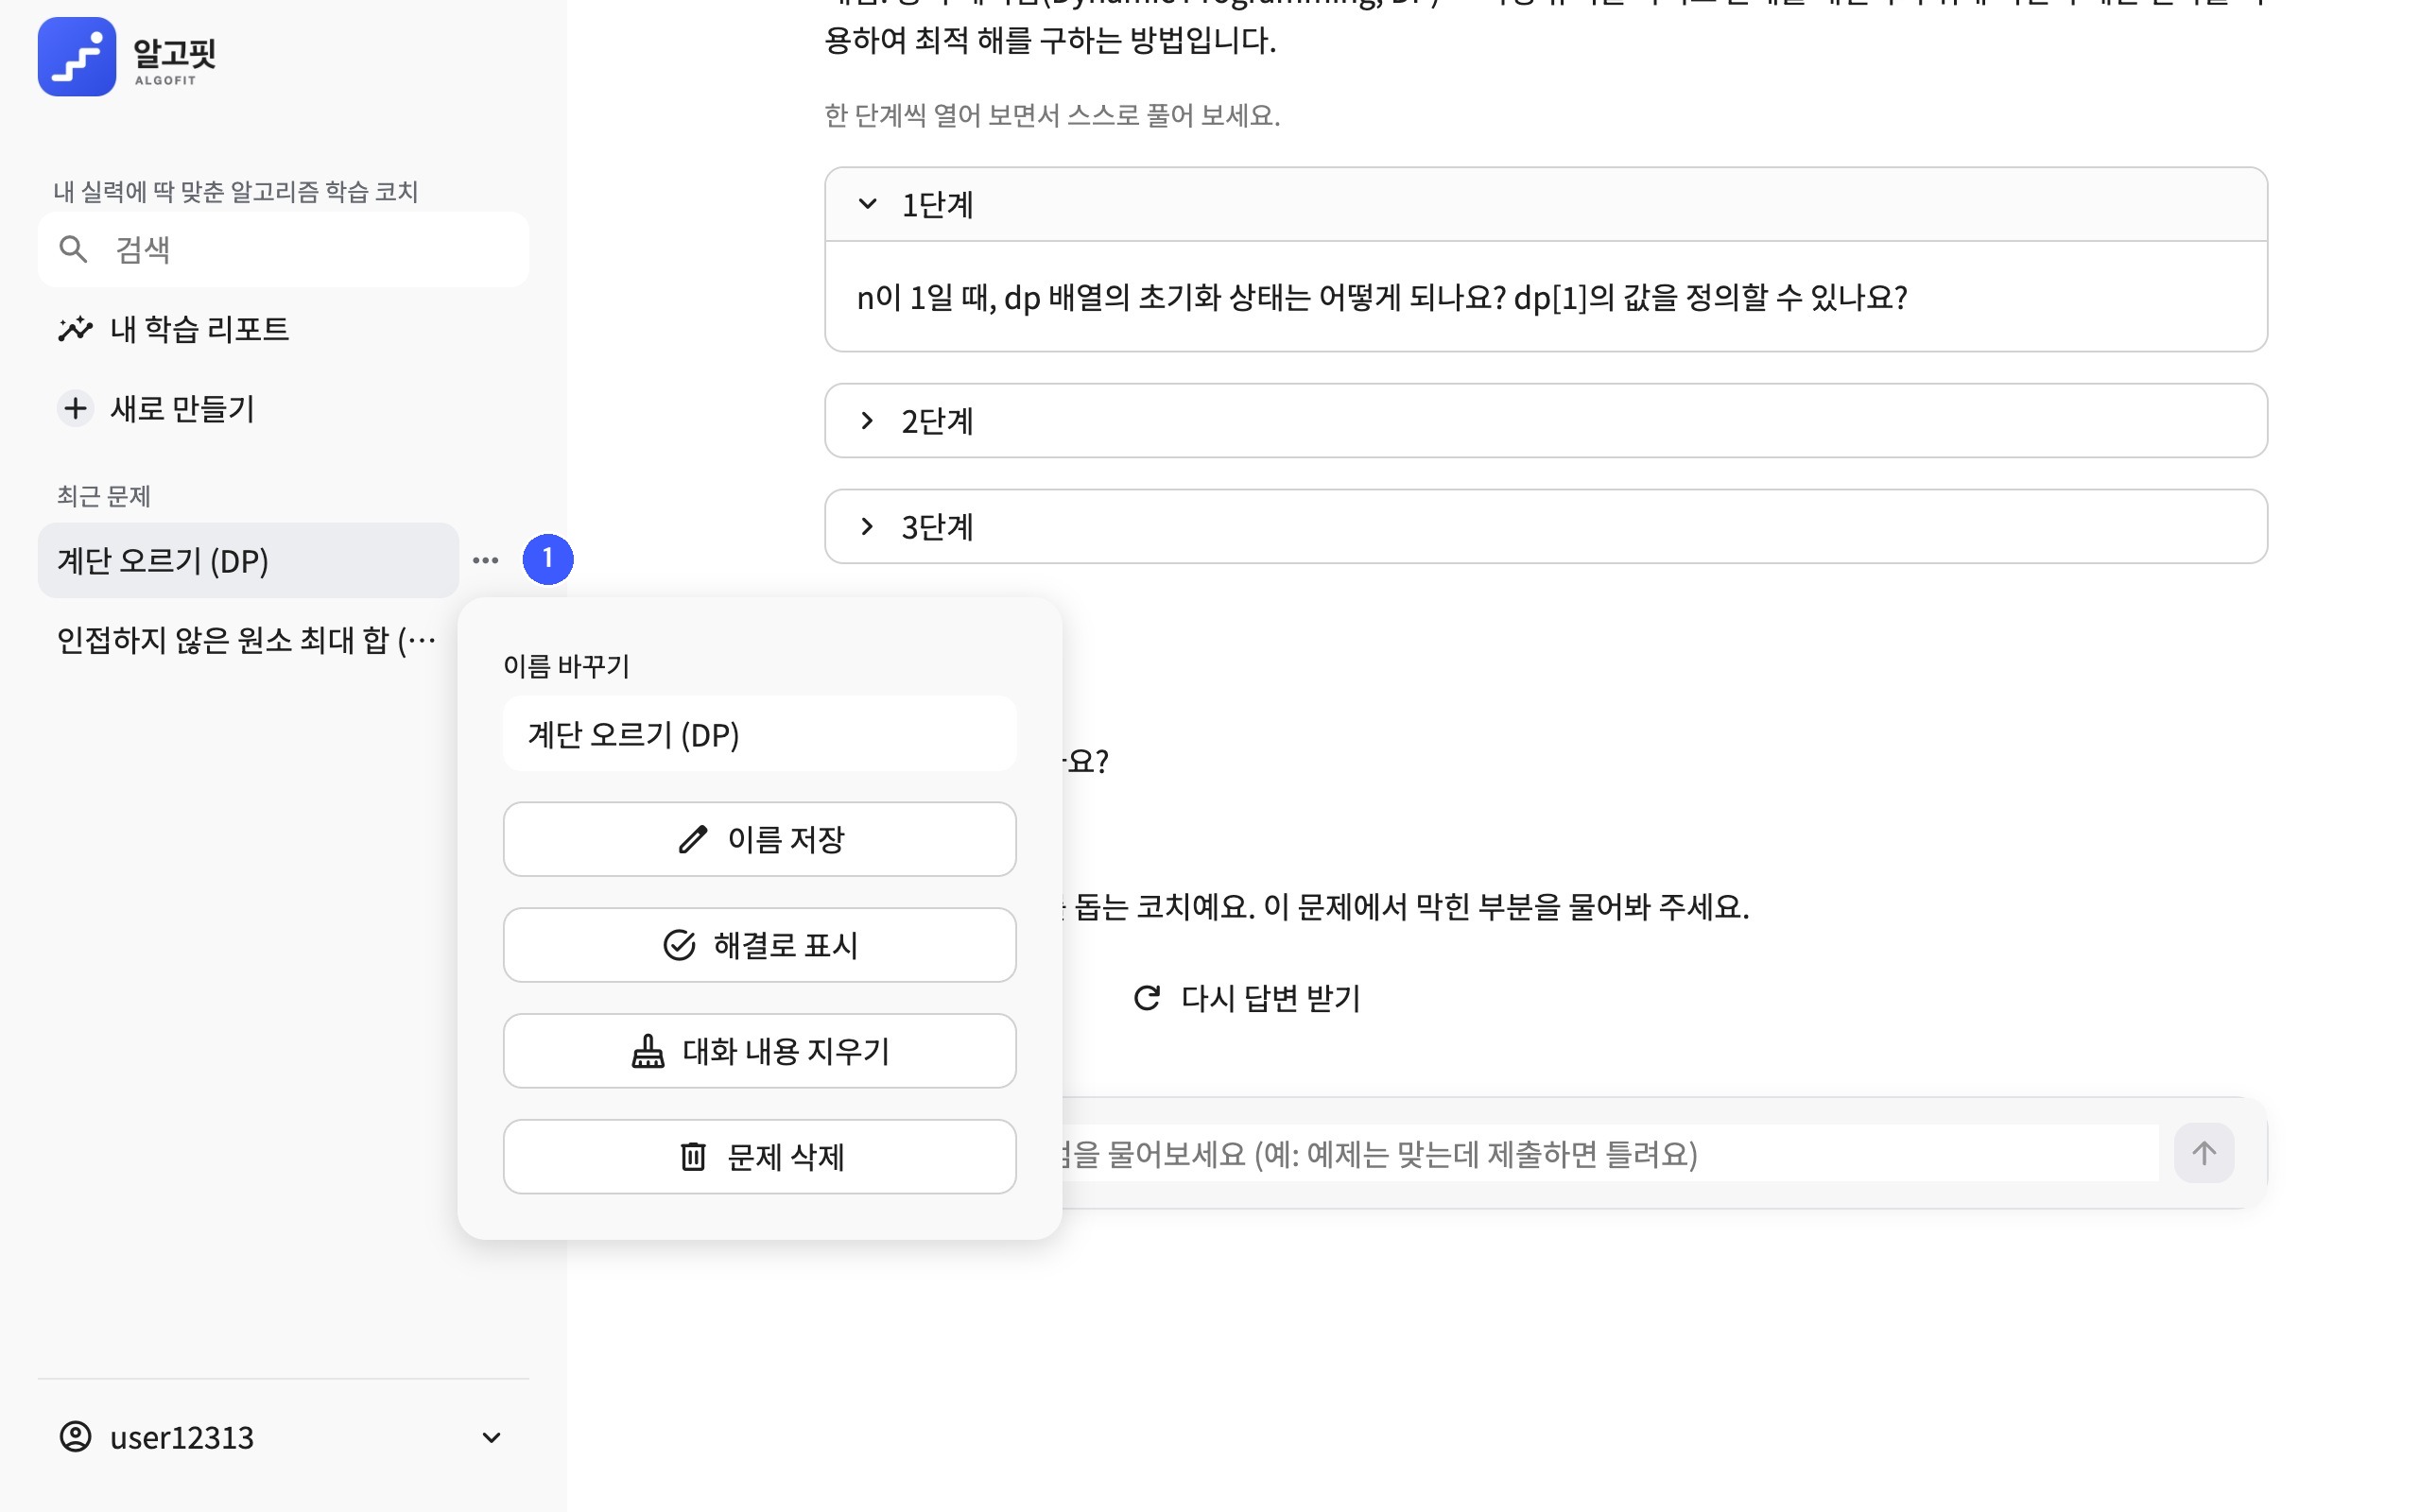 알고핏
ALGOFIT
내 실력에 딱 맞춘 알고리즘 학습 코치
검색
내 학습 리포트
새로 만들기
최근 문제
계단 오르기 (DP)
1
인접하지 않은 원소 최대 합 (…
이름 바꾸기
계단 오르기 (DP)
이름 저장
해결로 표시
대화 내용 지우기
문제 삭제
user12313
(Dynamic Programming, DP)
용하여 최적 해를 구하는 방법입니다.
한 단계씩 열어 보면서 스스로 풀어 보세요.
1단계
n이 1일 때, dp 배열의 초기화 상태는 어떻게 되나요? dp[1]의 값을 정의할 수 있나요?
2단계
3단계
요?
돕는 코치예요. 이 문제에서 막힌 부분을 물어봐 주세요.
다시 답변 받기
을 물어보세요 (예: 예제는 맞는데 제출하면 틀려요)